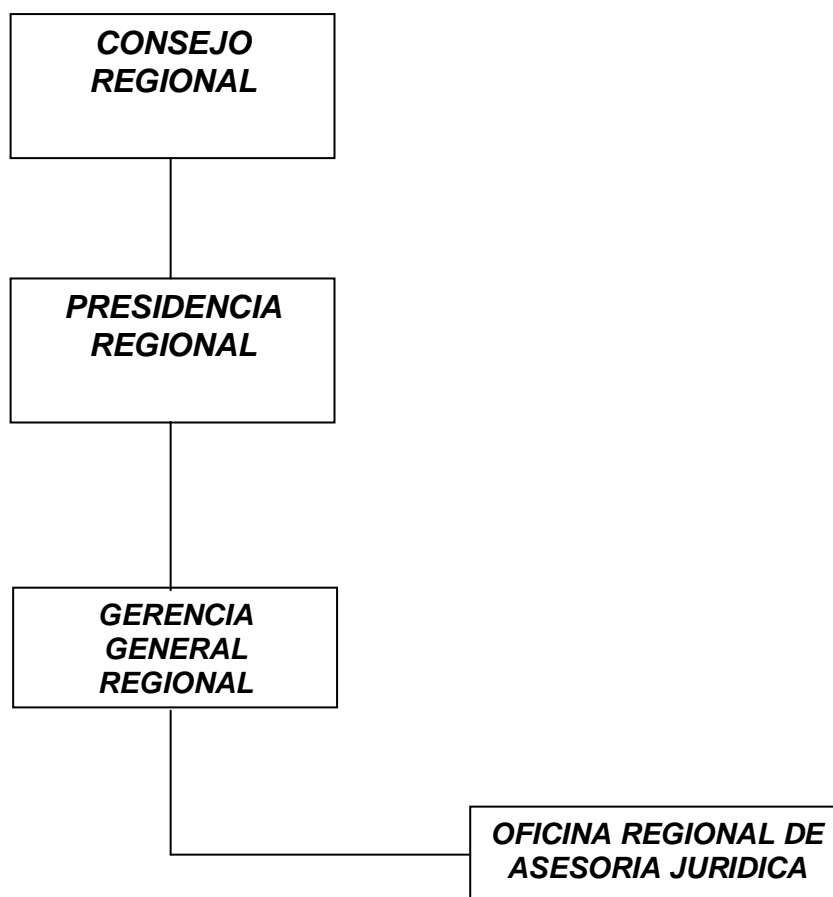 CONSEJO
REGIONAL
PRESIDENCIA
REGIONAL
GERENCIA
GENERAL
REGIONAL
OFICINA REGIONAL DE
ASESORIA JURIDICA